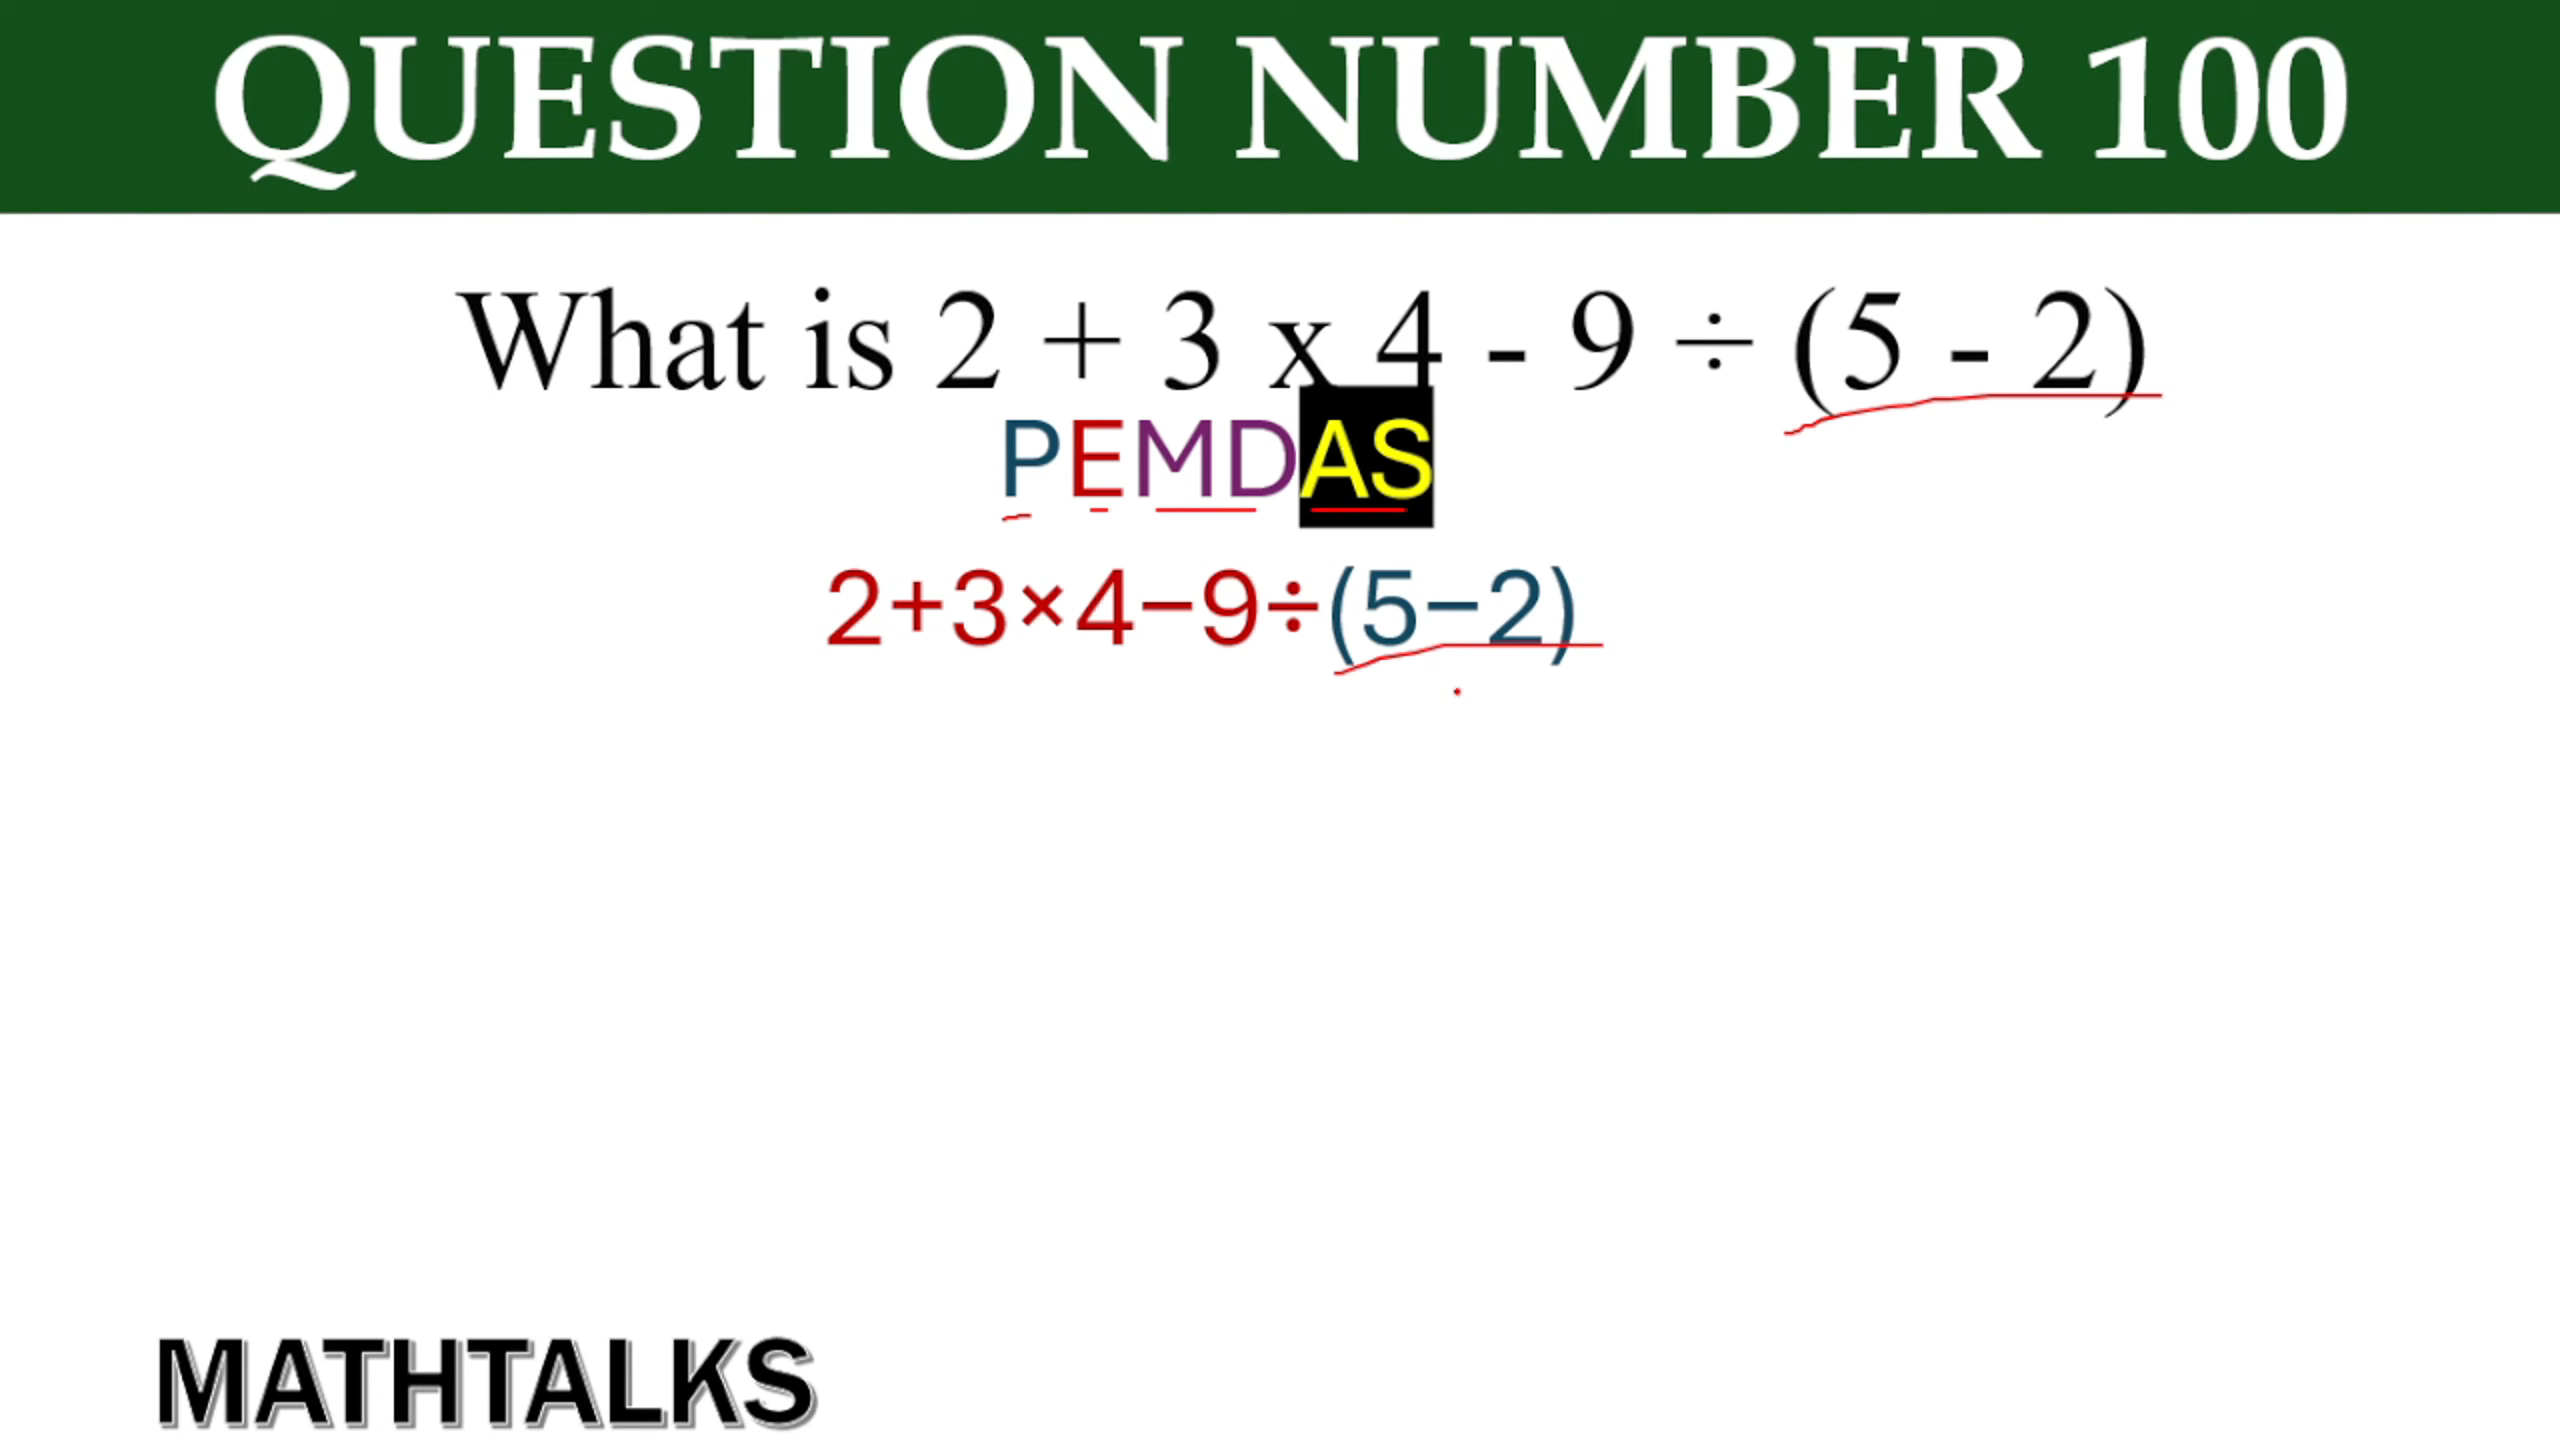 QUESTION NUMBER 100
What is 2 + 3 x 4 - 9 ÷ (5 - 2)
PEMDAS
2+3×4−9÷(5−2)
MATHTALKS